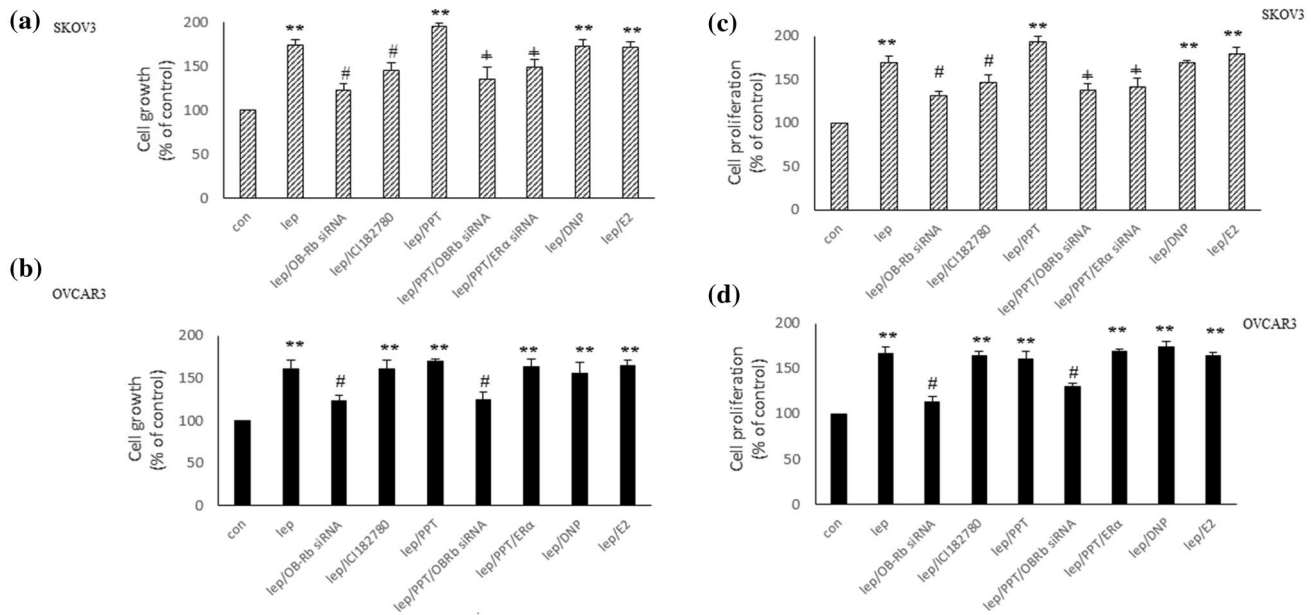 (a)
SKOV3
Cell growth
(% of control)
200
150
100
50
0
**
#
#
**
ǂ
ǂ
**
**
con
lep
lep/OB-Rb siRNA
lep/ICI182780
lep/PPT
lep/PPT/OBRb siRNA
lep/PPT/ERα siRNA
lep/DNP
lep/E2
(b)
OVCAR3
Cell growth
(% of control)
200
150
100
50
0
**
#
**
**
#
**
**
**
con
lep
lep/OB-Rb siRNA
lep/ICI182780
lep/PPT
lep/PPT/OBRb siRNA
lep/PPT/ERα
lep/DNP
lep/E2
(c)
SKOV3
Cell proliferation
(% of control)
200
150
100
50
0
**
#
#
**
ǂ
ǂ
**
**
con
lep
lep/OB-Rb siRNA
lep/ICI182780
lep/PPT
lep/PPT/OBRb siRNA
lep/PPT/ERα siRNA
lep/DNP
lep/E2
(d)
OVCAR3
Cell proliferation
(% of control)
200
150
100
50
0
**
#
**
**
#
**
**
**
con
lep
lep/OB-Rb siRNA
lep/ICI182780
lep/PPT
lep/PPT/OBRb siRNA
lep/PPT/ERα
lep/DNP
lep/E2